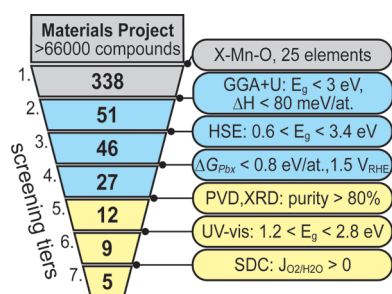 Materials Project
>66000 compounds
X-Mn-O, 25 elements
1. 338
GGA+U: Eg < 3 eV,
ΔH < 80 meV/at.
2. 51
HSE: 0.6 < Eg < 3.4 eV
3. 46
ΔGPbx < 0.8 eV/at.,1.5 VRHE
4. 27
PVD,XRD: purity > 80%
5. 12
UV-vis: 1.2 < Eg < 2.8 eV
6. 9
SDC: JO2/H2O > 0
7. 5
screening tiers